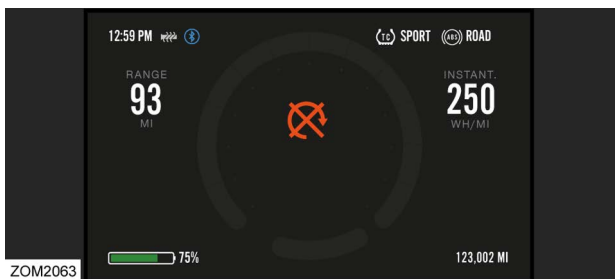 12:59 PM
TC SPORT
ABS ROAD
RANGE
93
MI
INSTANT.
250
WH/MI
75%
123,002 MI
ZOM2063